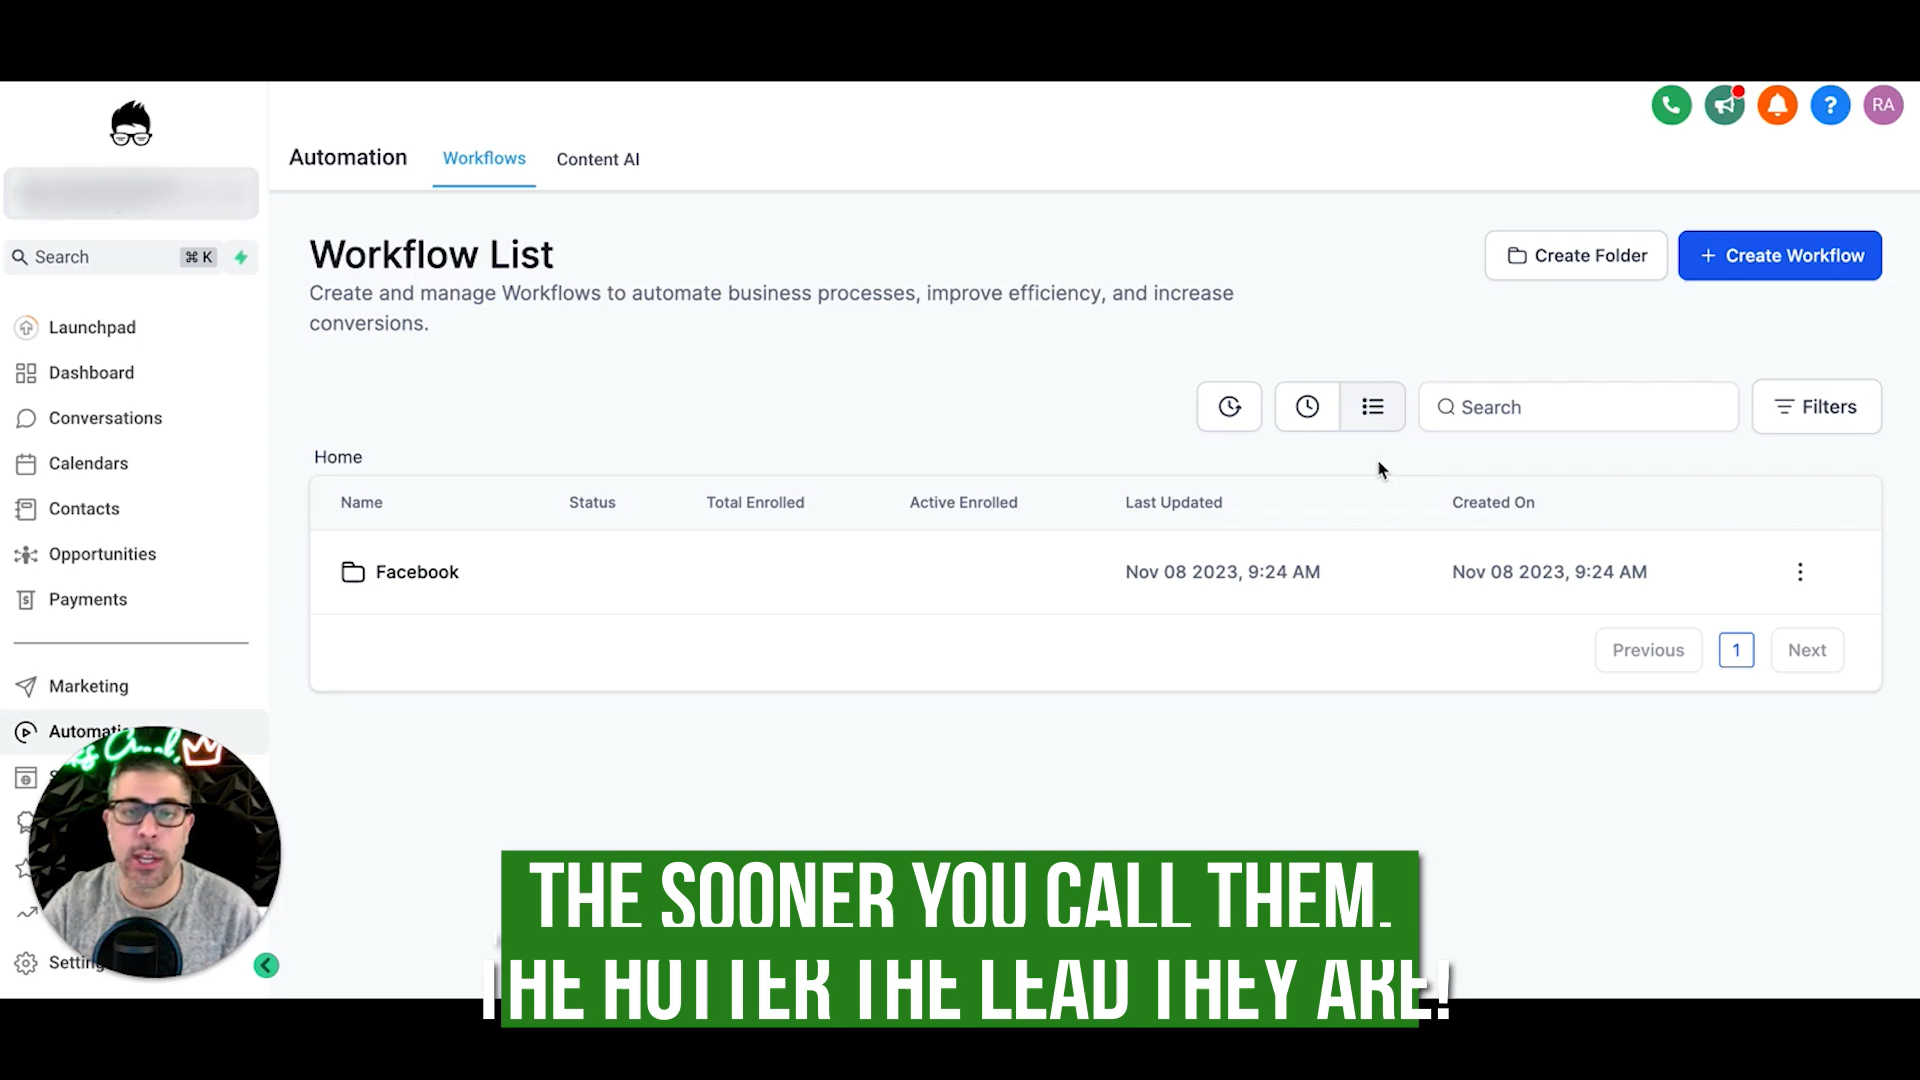 RA
Automation
Workflows
Content AI
Search
⌘ K
Workflow List
Create Folder
+ Create Workflow
Create and manage Workflows to automate business processes, improve efficiency, and increase
conversions.
Launchpad
Dashboard
Conversations
Calendars
Contacts
Opportunities
Payments
Marketing
Automati
Setting
Search
Filters
Home
Name
Status
Total Enrolled
Active Enrolled
Last Updated
Created On
Facebook
Nov 08 2023, 9:24 AM
Nov 08 2023, 9:24 AM
Previous
1
Next
THE SOONER YOU CALL THEM,
THE HOTTER THE LEAD THEY ARE!